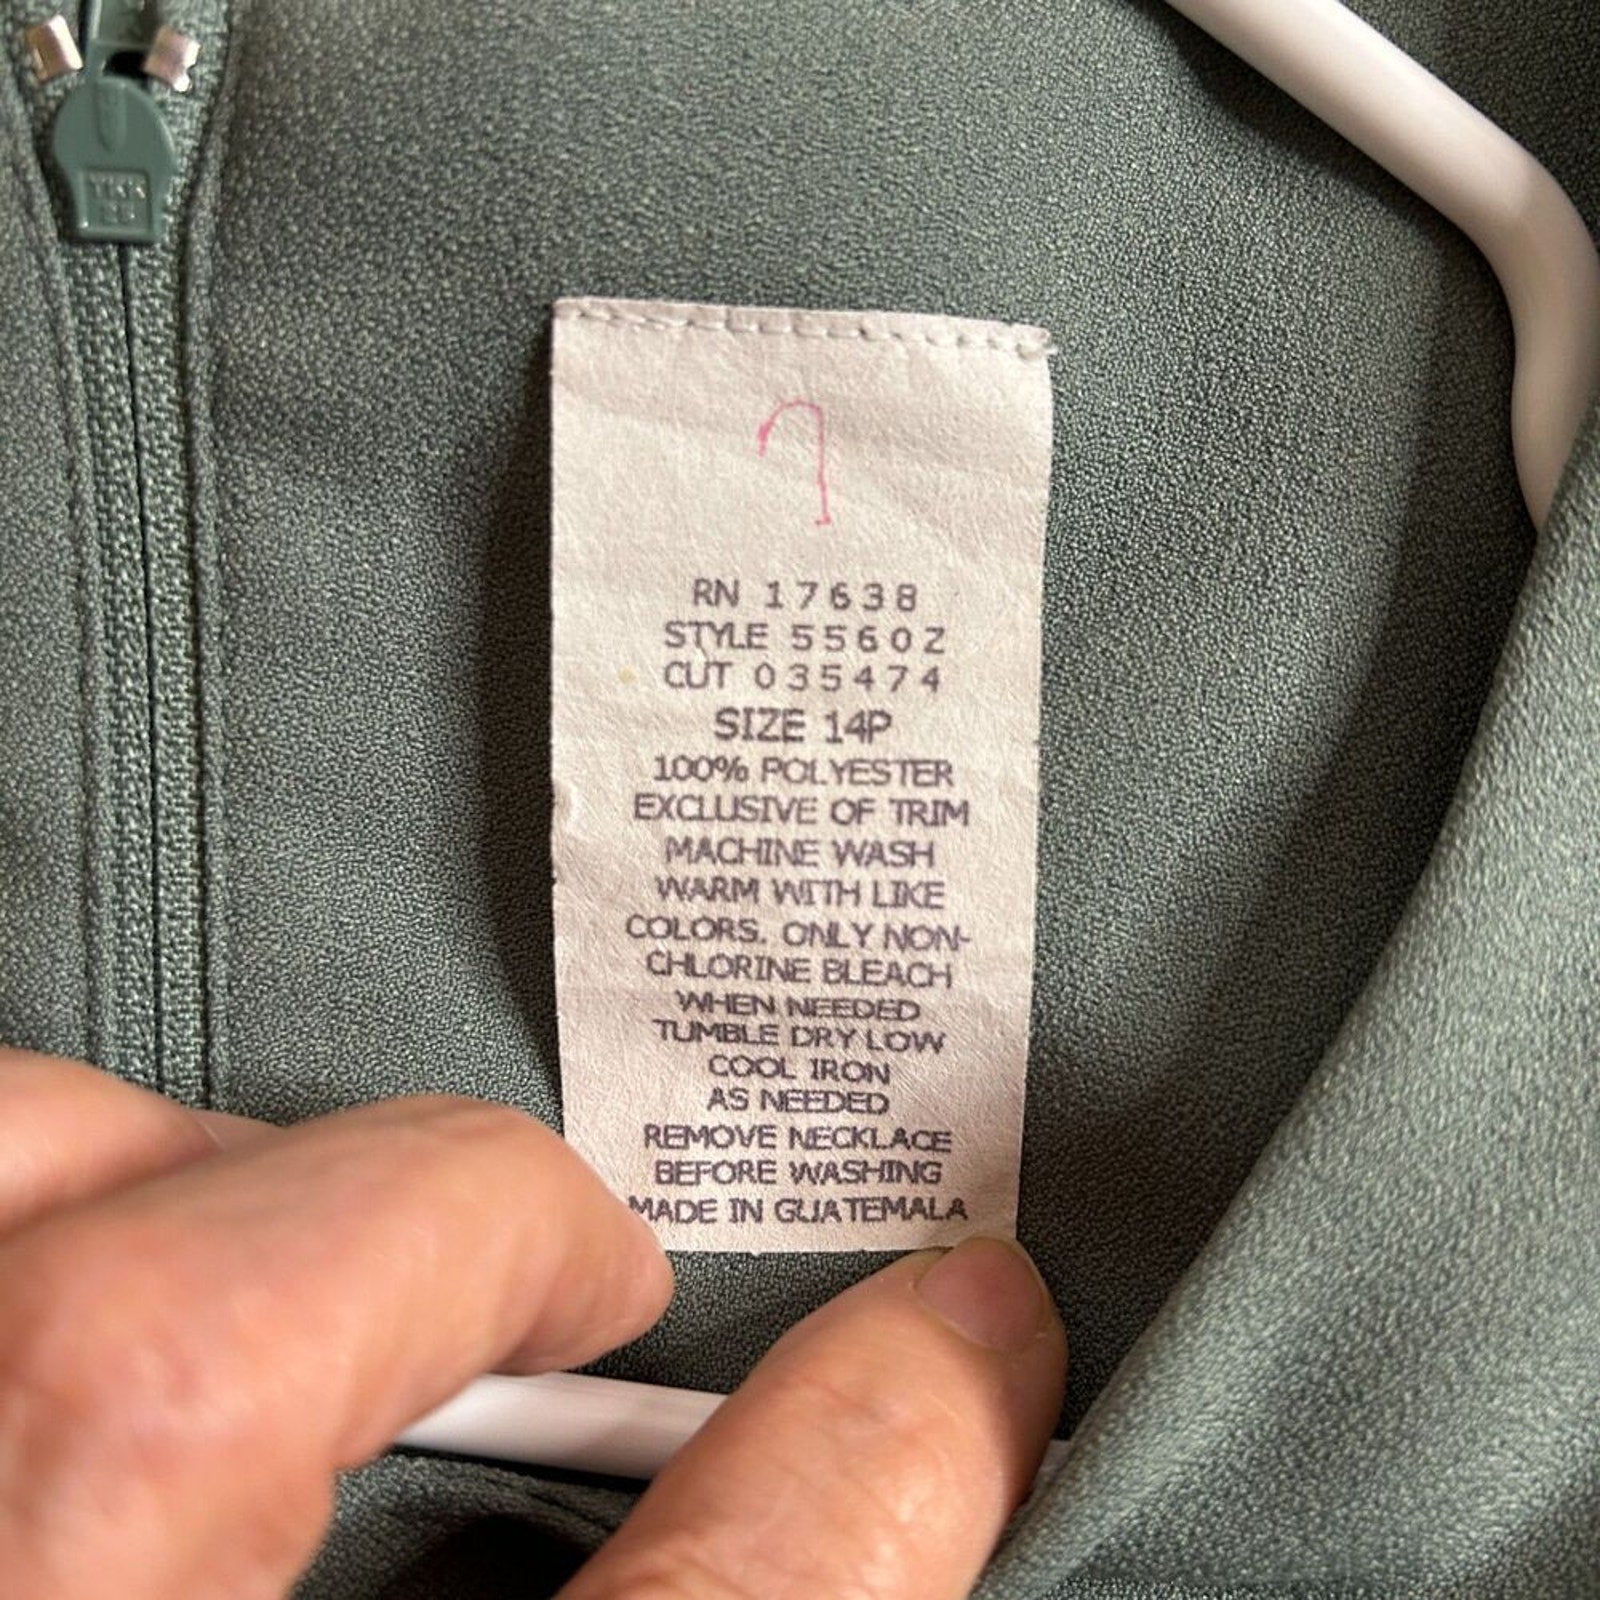 RN 17638
STYLE 55602
CUT 035474
SIZE 14P
100% POLYESTER
EXCLUSIVE OF TRIM
MACHINE WASH
WARM WITH LIKE
COLORS. ONLY NON-
CHLORINE BLEACH
WHEN NEEDED
TUMBLE DRY LOW
COOL IRON
AS NEEDED
REMOVE NECKLACE
BEFORE WASHING
MADE IN GUATEMALA